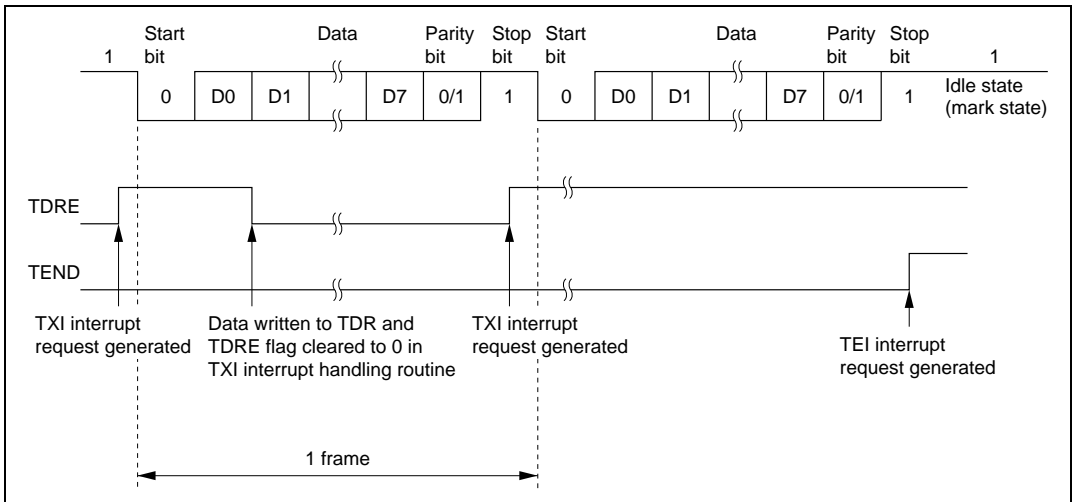 Start Data Parity Stop Start Data Parity Stop
1 bit bit bit bit bit bit 1
0 D0 D1 D7 0/1 1 0 D0 D1 D7 0/1 1 Idle state
(mark state)
TDRE
TEND
TXI interrupt
request generated
Data written to TDR and
TDRE flag cleared to 0 in
TXI interrupt handling routine
TXI interrupt
request generated
TEI interrupt
request generated
1 frame